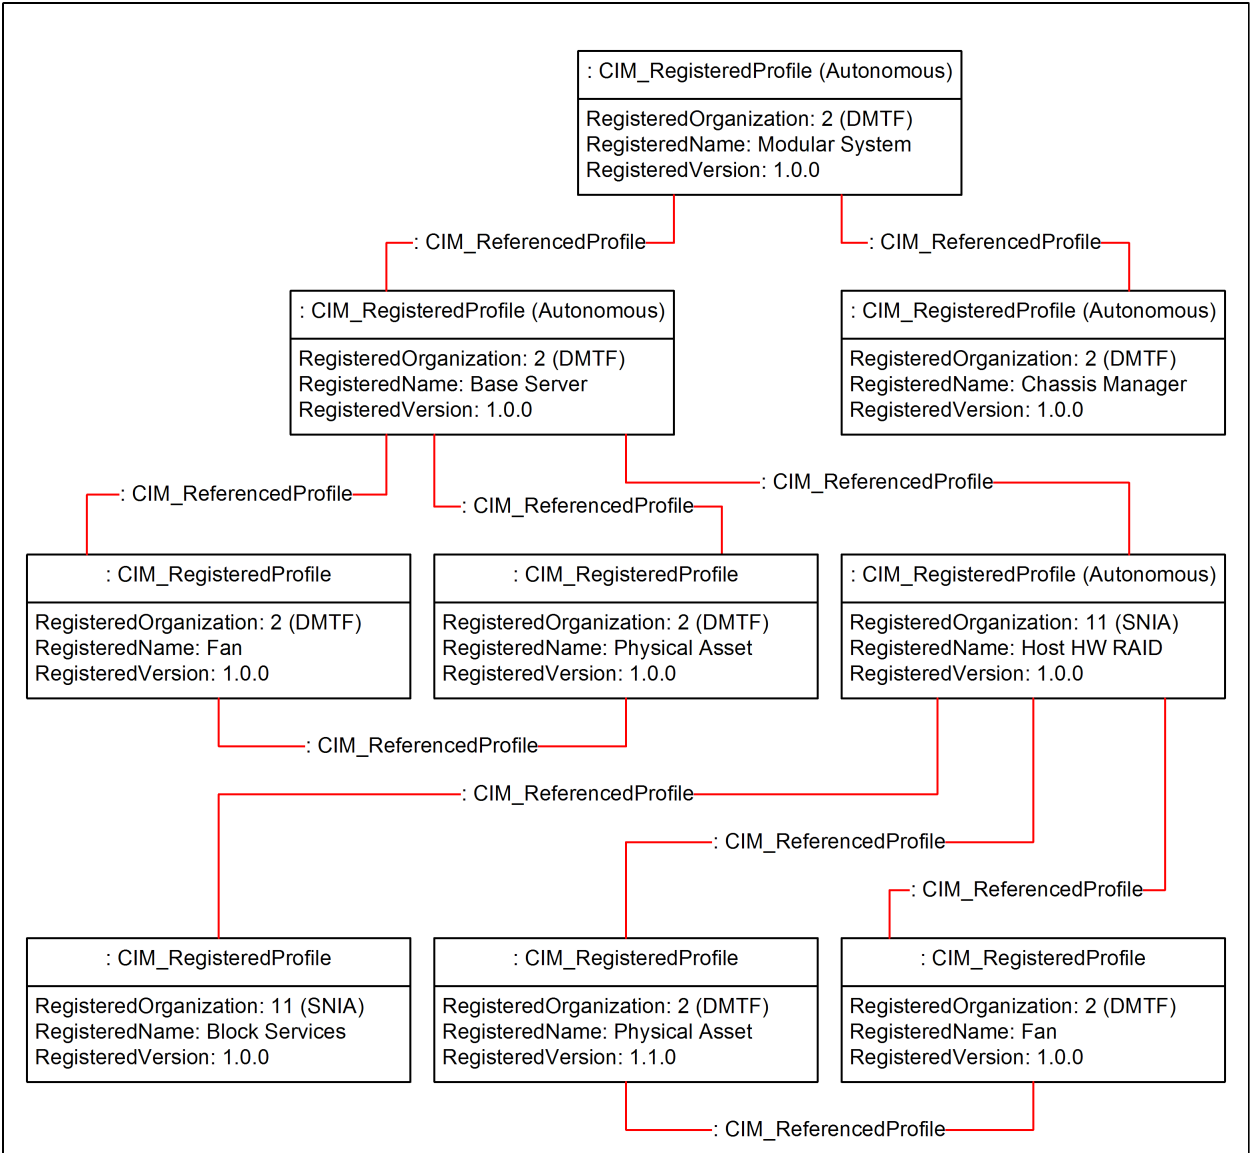 : CIM_RegisteredProfile (Autonomous)
RegisteredOrganization: 2 (DMTF)
RegisteredName: Modular System
RegisteredVersion: 1.0.0
: CIM_ReferencedProfile
: CIM_ReferencedProfile
: CIM_RegisteredProfile (Autonomous)
RegisteredOrganization: 2 (DMTF)
RegisteredName: Base Server
RegisteredVersion: 1.0.0
: CIM_RegisteredProfile (Autonomous)
RegisteredOrganization: 2 (DMTF)
RegisteredName: Chassis Manager
RegisteredVersion: 1.0.0
: CIM_ReferencedProfile
: CIM_ReferencedProfile
: CIM_ReferencedProfile
: CIM_RegisteredProfile
RegisteredOrganization: 2 (DMTF)
RegisteredName: Fan
RegisteredVersion: 1.0.0
: CIM_RegisteredProfile
RegisteredOrganization: 2 (DMTF)
RegisteredName: Physical Asset
RegisteredVersion: 1.0.0
: CIM_RegisteredProfile (Autonomous)
RegisteredOrganization: 11 (SNIA)
RegisteredName: Host HW RAID
RegisteredVersion: 1.0.0
: CIM_ReferencedProfile
: CIM_ReferencedProfile
: CIM_ReferencedProfile
: CIM_ReferencedProfile
: CIM_RegisteredProfile
RegisteredOrganization: 11 (SNIA)
RegisteredName: Block Services
RegisteredVersion: 1.0.0
: CIM_RegisteredProfile
RegisteredOrganization: 2 (DMTF)
RegisteredName: Physical Asset
RegisteredVersion: 1.1.0
: CIM_RegisteredProfile
RegisteredOrganization: 2 (DMTF)
RegisteredName: Fan
RegisteredVersion: 1.0.0
: CIM_ReferencedProfile